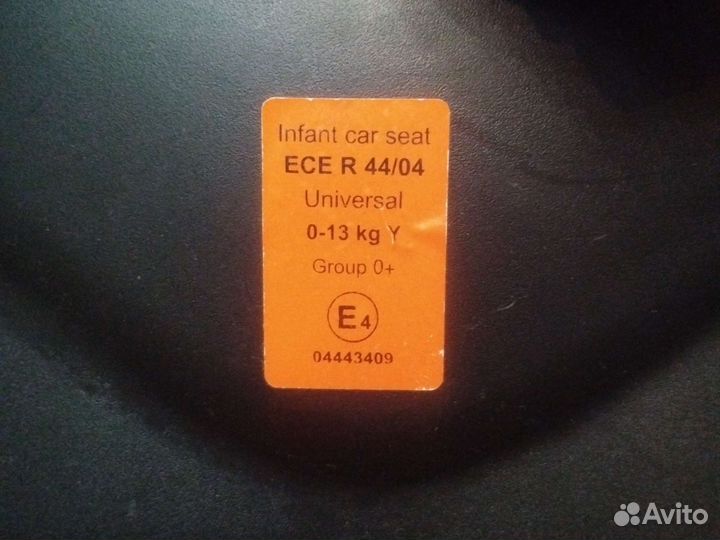 Infant car seat
ECE R 44/04
Universal
0-13 kg Y
Group 0+
E4
04443409
Avito